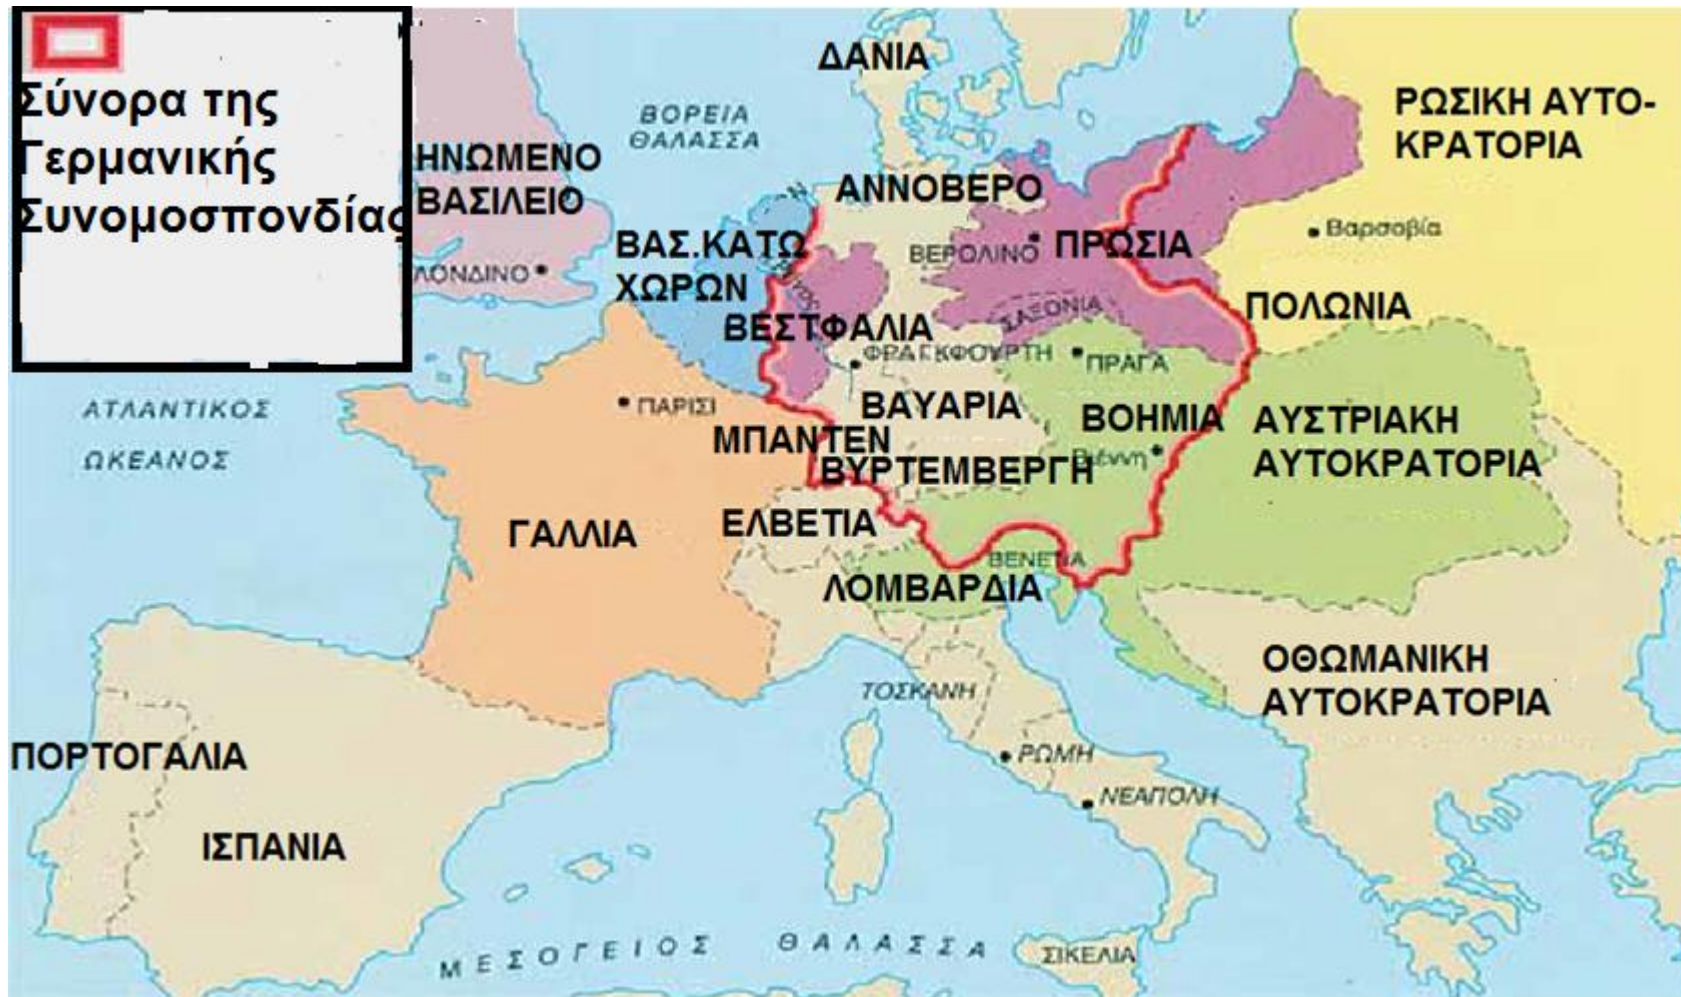 Σύνορα της
Γερμανικής
Συνομοσπονδίας
ΔΑΝΙΑ
ΒΟΡΕΙΑ
ΘΑΛΑΣΣΑ
ΡΩΣΙΚΗ ΑΥΤΟ-
ΚΡΑΤΟΡΙΑ
ΗΝΩΜΕΝΟ
ΒΑΣΙΛΕΙΟ
ΑΝΝΟΒΕΡΟ
Βαρσοβία
ΒΑΣ.ΚΑΤΩ
ΧΩΡΩΝ
ΒΕΡΟΛΙΝΟ
ΠΡΩΣΙΑ
ΛΟΝΔΙΝΟ
ΠΟΛΩΝΙΑ
ΣΑΞΟΝΙΑ
ΒΕΣΤΦΑΛΙΑ
ΦΡΑΓΚΦΟΥΡΤΗ
ΠΡΑΓΑ
ΑΤΛΑΝΤΙΚΟΣ
ΩΚΕΑΝΟΣ
ΠΑΡΙΣΙ
ΒΑΥΑΡΙΑ
ΒΟΗΜΙΑ
ΑΥΣΤΡΙΑΚΗ
ΑΥΤΟΚΡΑΤΟΡΙΑ
ΜΠΑΝΤΕΝ
Βιέννη
ΒΥΡΤΕΜΒΕΡΓΗ
ΕΛΒΕΤΙΑ
ΓΑΛΛΙΑ
ΒΕΝΕΤΙΑ
ΛΟΜΒΑΡΔΙΑ
ΟΘΩΜΑΝΙΚΗ
ΑΥΤΟΚΡΑΤΟΡΙΑ
ΤΟΣΚΑΝΗ
ΠΟΡΤΟΓΑΛΙΑ
ΡΩΜΗ
ΝΕΑΠΟΛΗ
ΙΣΠΑΝΙΑ
ΜΕΣΟΓΕΙΟΣ ΘΑΛΑΣΣΑ
ΣΙΚΕΛΙΑ